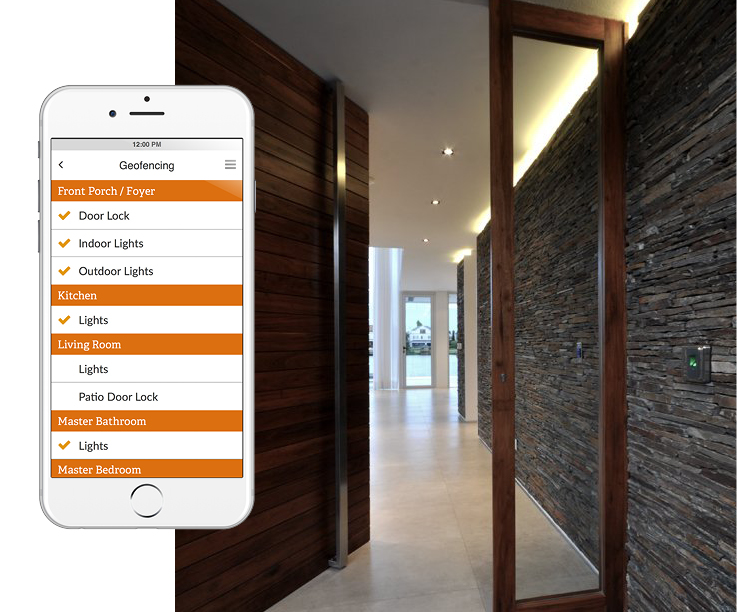 12:00 PM
Geofencing
Front Porch / Foyer
Door Lock
Indoor Lights
Outdoor Lights
Kitchen
Lights
Living Room
Lights
Patio Door Lock
Master Bathroom
Lights
Master Bedroom